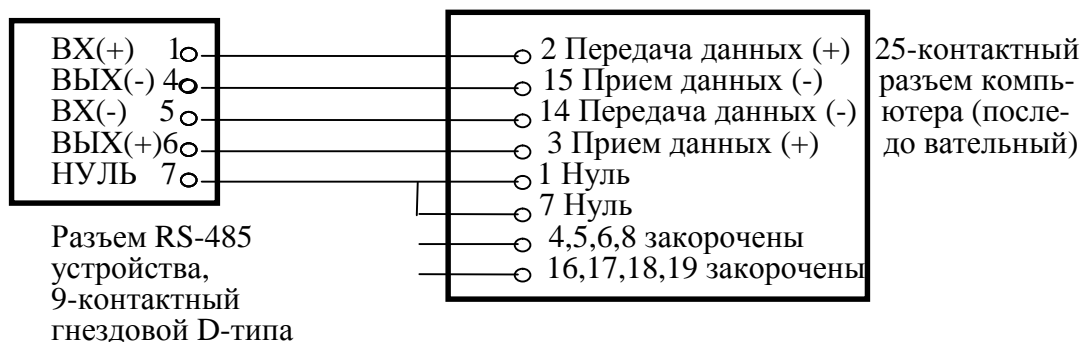 ВХ(+) 1
ВЫХ(-) 4
ВХ(-) 5
ВЫХ(+)6
НУЛЬ 7
Разъем RS-485
устройства,
9-контактный
гнездовой D-типа
2 Передача данных (+)
15 Прием данных (-)
14 Передача данных (-)
3 Прием данных (+)
1 Нуль
7 Нуль
4,5,6,8 закорочены
16,17,18,19 закорочены
25-контактный
разъем компь-
ютера (после-
до вательный)